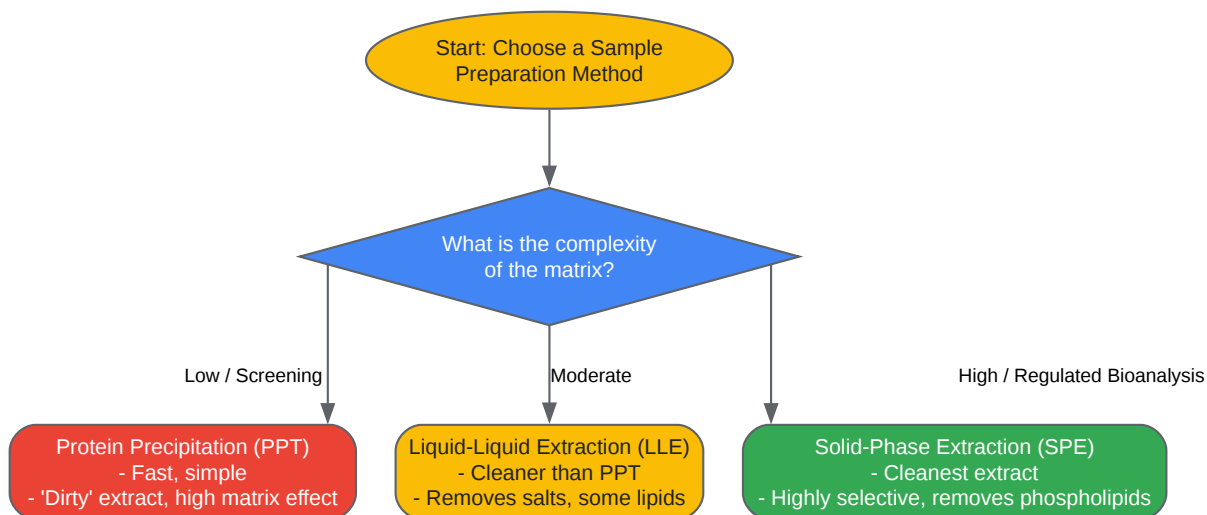 Start: Choose a Sample
Preparation Method
What is the complexity
of the matrix?
Low / Screening
Moderate
High / Regulated Bioanalysis
Protein Precipitation (PPT)
- Fast, simple
- 'Dirty' extract, high matrix effect
Liquid-Liquid Extraction (LLE)
- Cleaner than PPT
- Removes salts, some lipids
Solid-Phase Extraction (SPE)
- Cleanest extract
- Highly selective, removes phospholipids